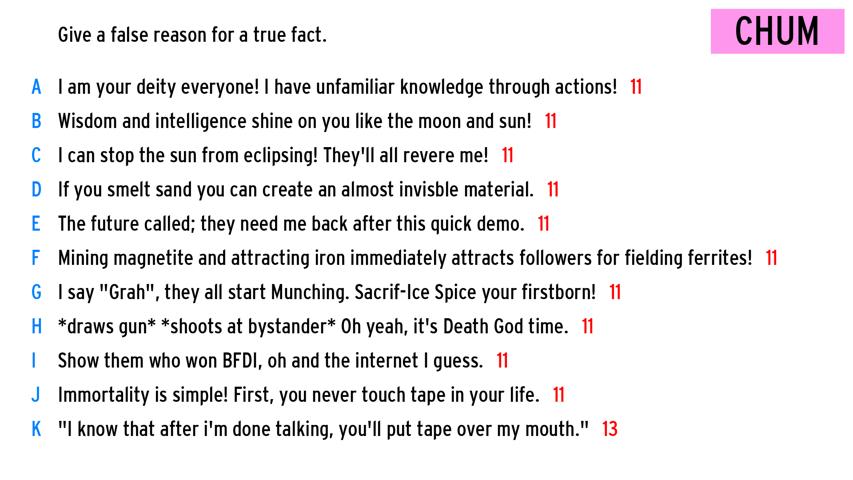 Give a false reason for a true fact.
CHUM
A I am your deity everyone! I have unfamiliar knowledge through actions! 11
B Wisdom and intelligence shine on you like the moon and sun! 11
C I can stop the sun from eclipsing! They'll all revere me! 11
D If you smelt sand you can create an almost invisble material. 11
E The future called; they need me back after this quick demo. 11
F Mining magnetite and attracting iron immediately attracts followers for fielding ferrites! 11
G I say "Grah", they all start Munching. Sacrif-Ice Spice your firstborn! 11
H *draws gun* *shoots at bystander* Oh yeah, it's Death God time. 11
I Show them who won BFDI, oh and the internet I guess. 11
J Immortality is simple! First, you never touch tape in your life. 11
K "I know that after i'm done talking, you'll put tape over my mouth." 13